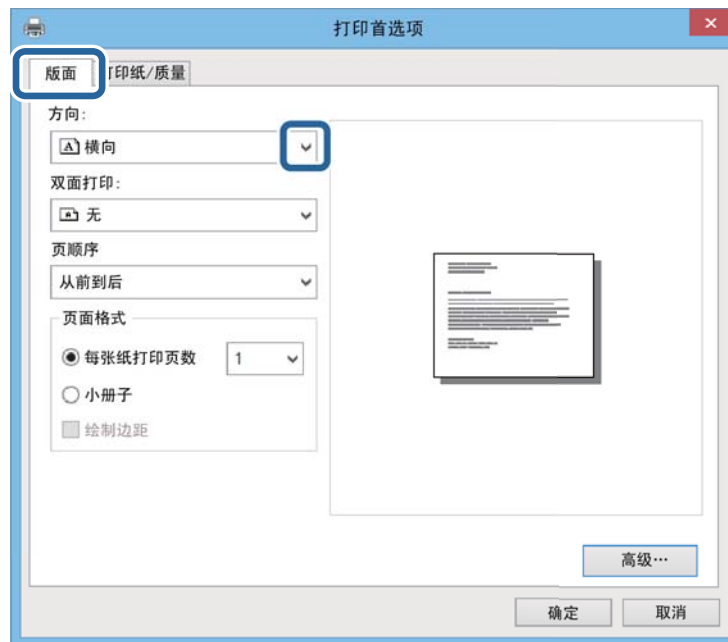 打印首选项
版面
印纸/质量
方向:
横向
双面打印:
无
页顺序
从前到后
页面格式
每张纸打印页数 1
小册子
绘制边距
高级…
确定 取消